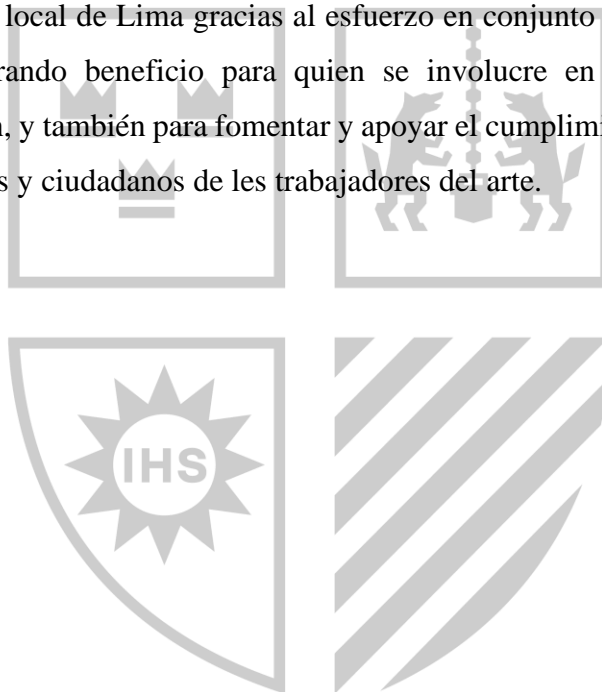 local de Lima gracias al esfuerzo en conjunto
rando beneficio para quien se involucre en
, y también para fomentar y apoyar el cumplimi
s y ciudadanos de les trabajadores del arte.
IHS